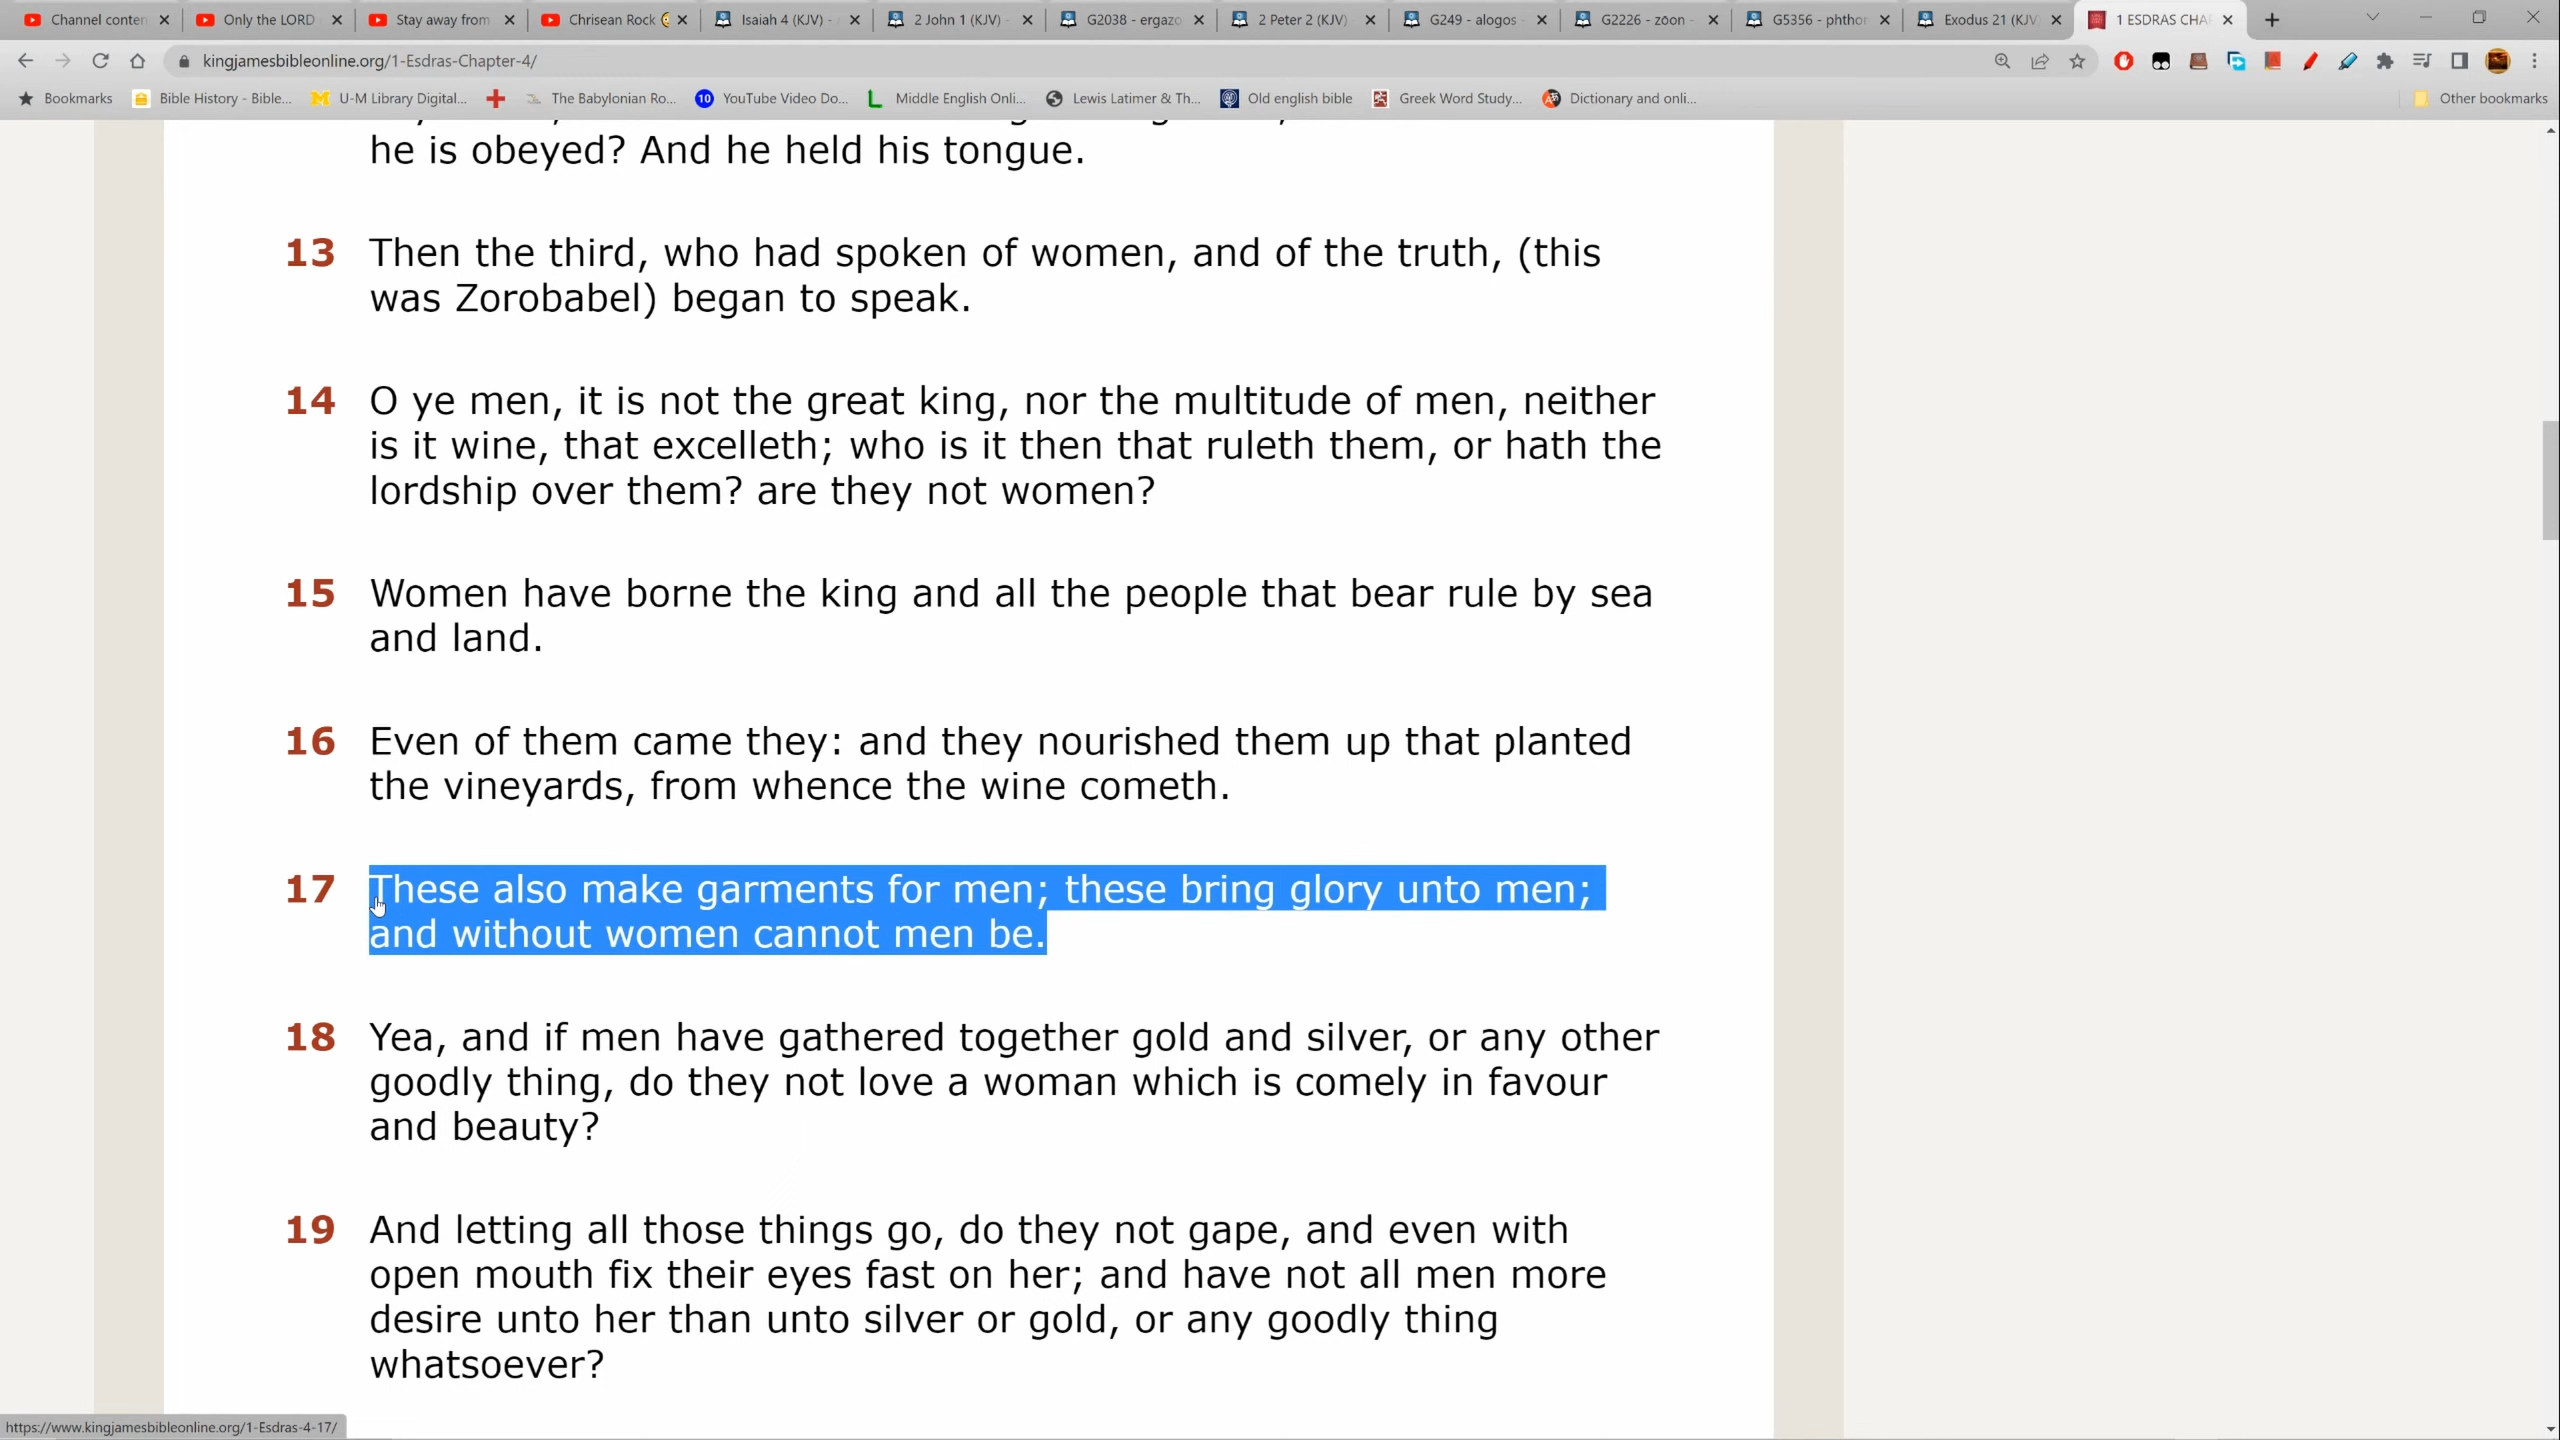 Channel conten
Only the LORD
Stay away from
Chrisean Rock
Isaiah 4 (KJV) -
2 John 1 (KJV) -
G2038 - ergazo
2 Peter 2 (KJV)
G249 - alogos -
G2226 - zōon -
G5356 - phthor
Exodus 21 (KJV
1 ESDRAS CHA
kingjamesbibleonline.org/1-Esdras-Chapter-4/
Bookmarks
Bible History - Bible...
U-M Library Digital...
The Babylonian Ro...
10
YouTube Video Do...
Middle English Onli...
Lewis Latimer & Th...
Old english bible
Greek Word Study...
Dictionary and onli...
Other bookmarks
he is obeyed? And he held his tongue.
13 Then the third, who had spoken of women, and of the truth, (this
was Zorobabel) began to speak.
14 O ye men, it is not the great king, nor the multitude of men, neither
is it wine, that excelleth; who is it then that ruleth them, or hath the
lordship over them? are they not women?
15 Women have borne the king and all the people that bear rule by sea
and land.
16 Even of them came they: and they nourished them up that planted
the vineyards, from whence the wine cometh.
17 These also make garments for men; these bring glory unto men;
and without women cannot men be.
18 Yea, and if men have gathered together gold and silver, or any other
goodly thing, do they not love a woman which is comely in favour
and beauty?
19 And letting all those things go, do they not gape, and even with
open mouth fix their eyes fast on her; and have not all men more
desire unto her than unto silver or gold, or any goodly thing
whatsoever?
https://www.kingjamesbibleonline.org/1-Esdras-4-17/